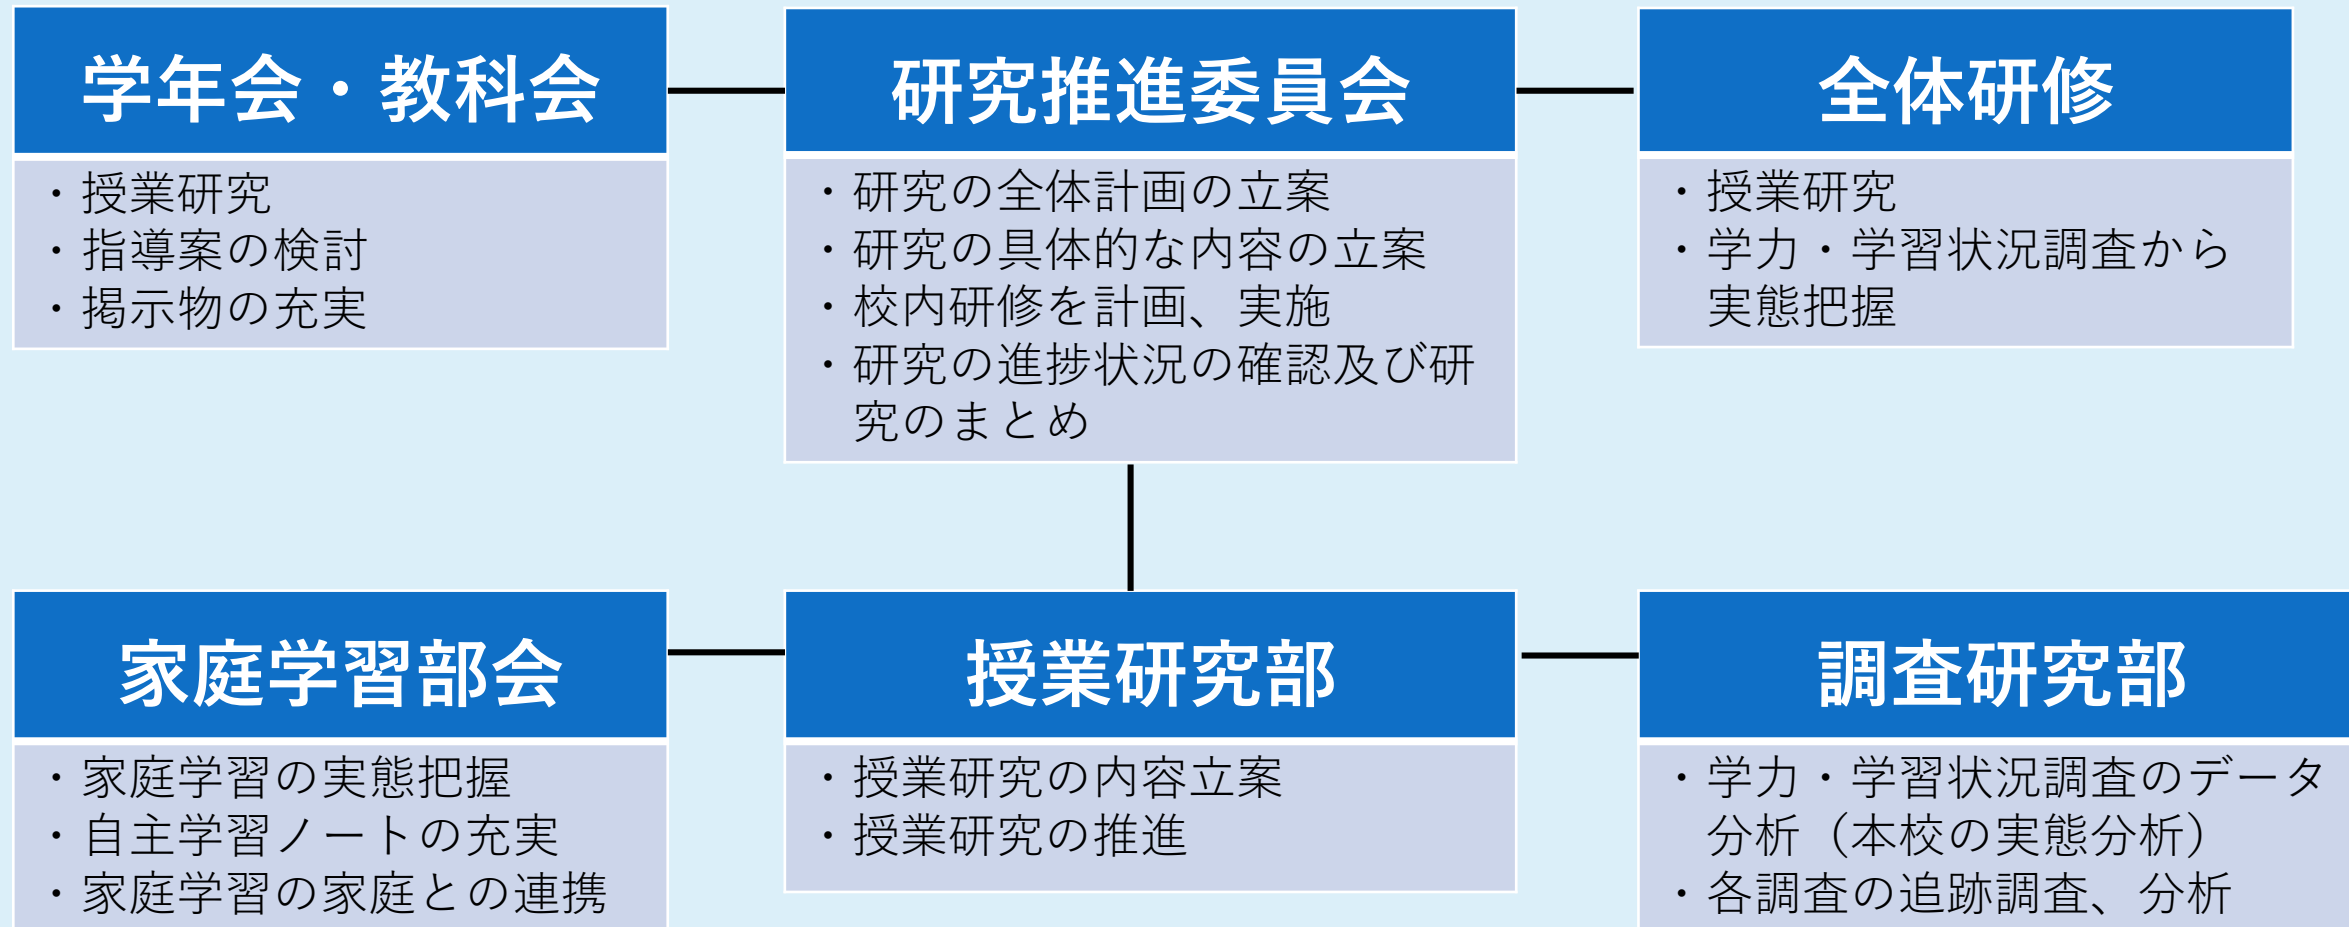 学年会・教科会
・授業研究
・指導案の検討
・掲示物の充実
研究推進委員会
・研究の全体計画の立案
・研究の具体的な内容の立案
・校内研修を計画、実施
・研究の進捗状況の確認及び研
究のまとめ
全体研修
・授業研究
・学力・学習状況調査から
実態把握
家庭学習部会
・家庭学習の実態把握
・自主学習ノートの充実
・家庭学習の家庭との連携
授業研究部
・授業研究の内容立案
・授業研究の推進
調査研究部
・学力・学習状況調査のデータ
分析（本校の実態分析）
・各調査の追跡調査、分析